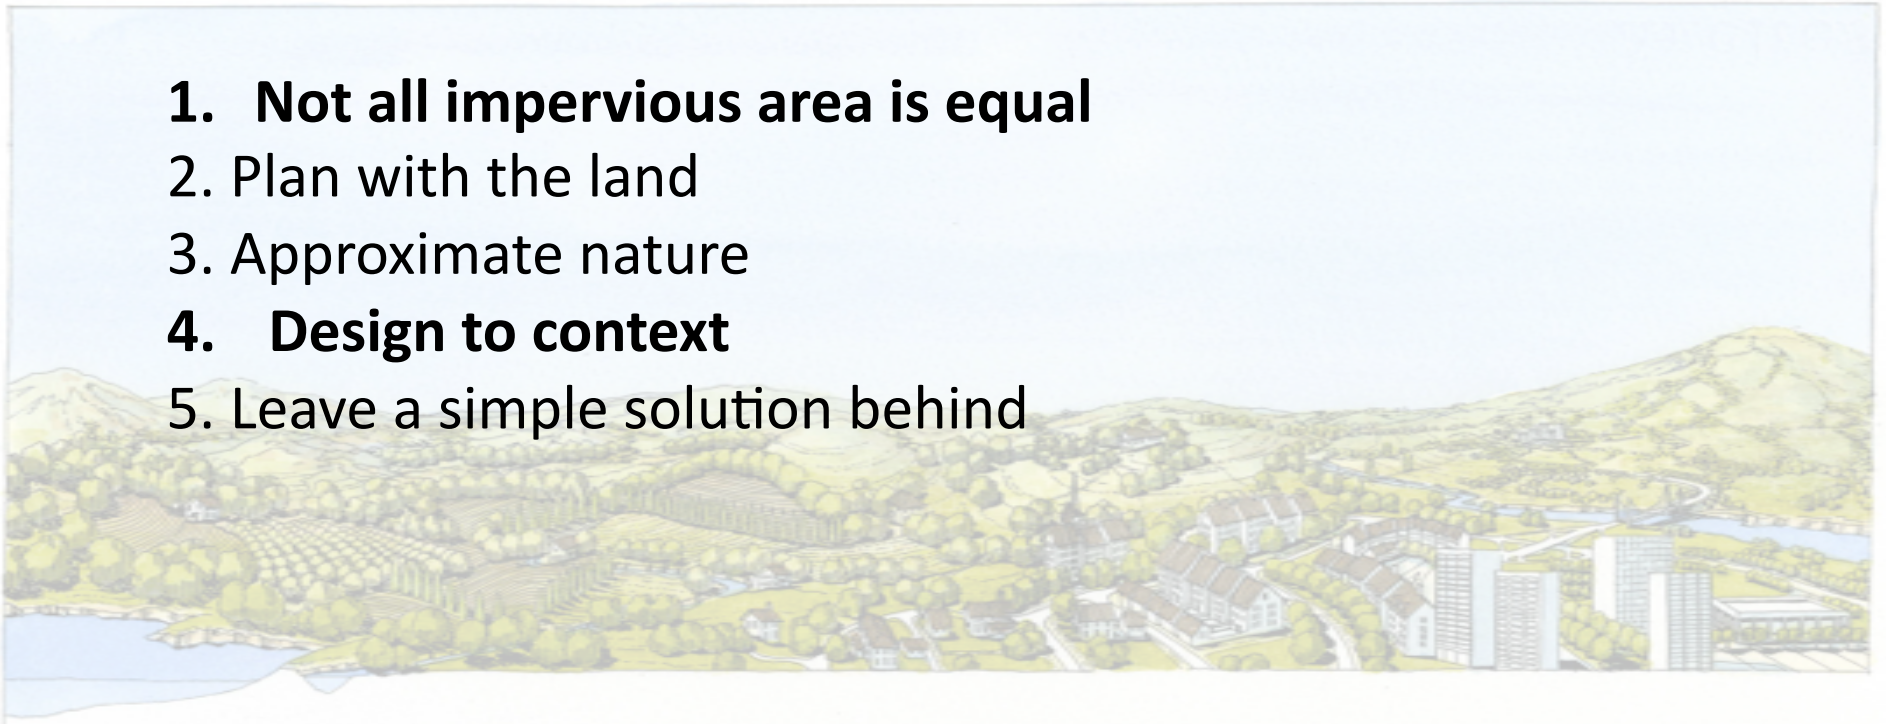 1. Not all impervious area is equal
2. Plan with the land
3. Approximate nature
4. Design to context
5. Leave a simple solution behind